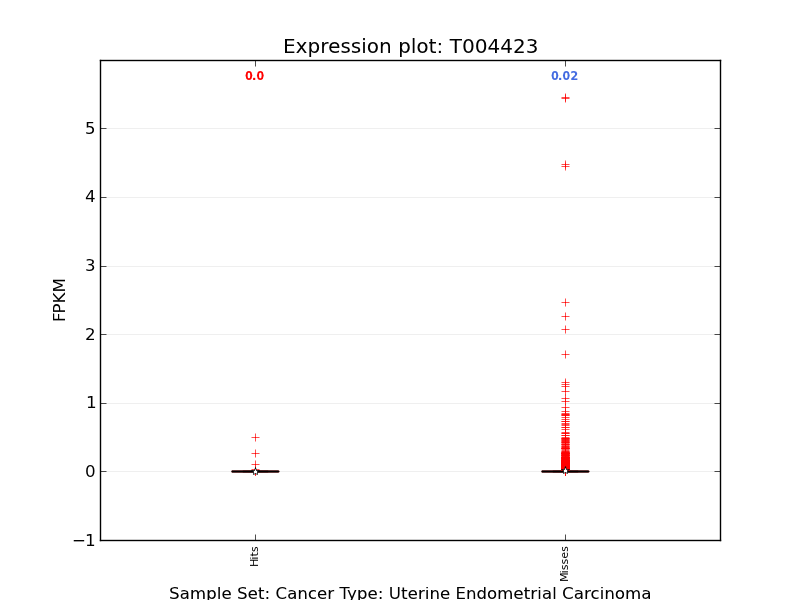 Expression plot: T004423
0.0
0.02
5
4
3
2
1
0
−1
FPKM
Hits
Misses
Sample Set: Cancer Type: Uterine Endometrial Carcinoma